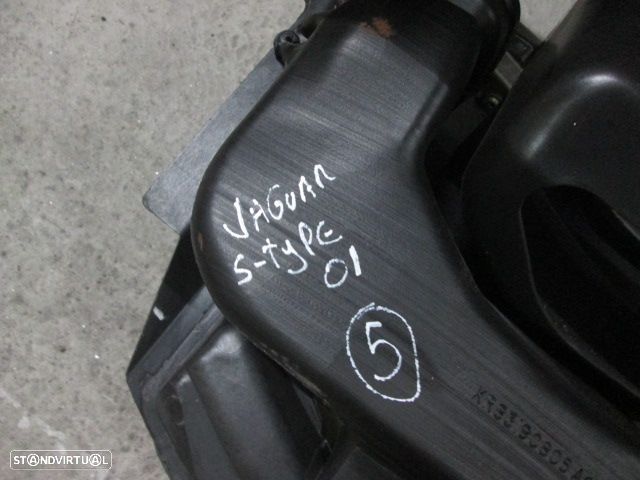 JAGUAR
S-TYPE
01
5
STANDVIRTUAL